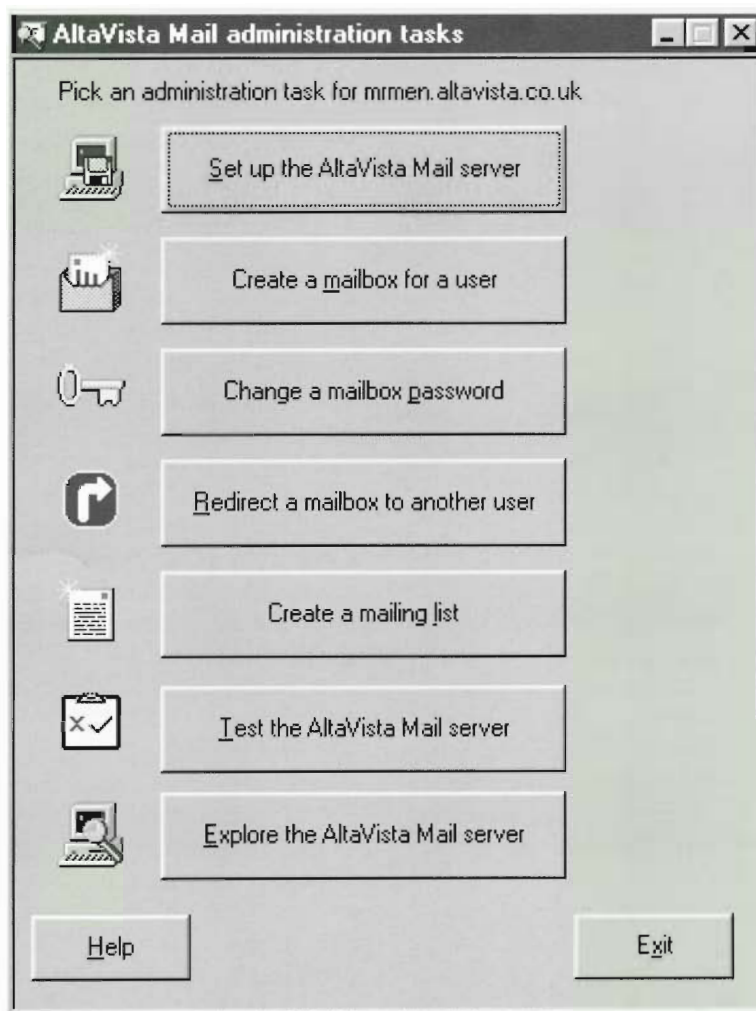 AltaVista Mail administration tasks
Pick an administration task for mrmen.altavista.co.uk
Set up the AltaVista Mail server
Create a mailbox for a user
Change a mailbox password
Redirect a mailbox to another user
Create a mailing list
Test the AltaVista Mail server
Explore the AltaVista Mail server
Help
Exit